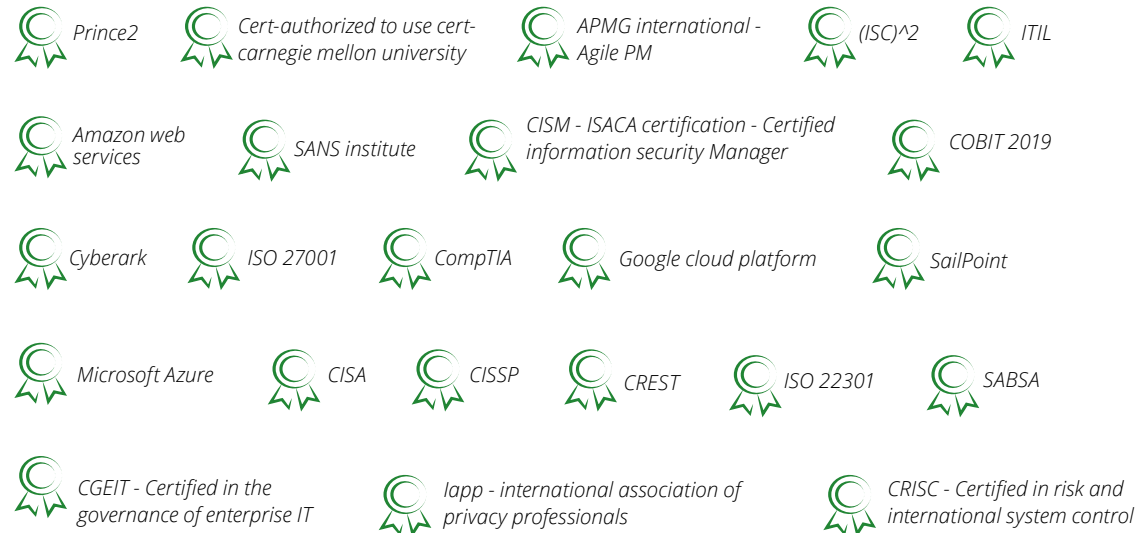 Prince2
Cert-authorized to use cert-
carnegie mellon university
APMG international -
Agile PM
(ISC)^2
ITIL
Amazon web
services
SANS institute
CISM - ISACA certification - Certified
information security Manager
COBIT 2019
Cyberark
ISO 27001
CompTIA
Google cloud platform
SailPoint
Microsoft Azure
CISA
CISSP
CREST
ISO 22301
SABSA
CGEIT - Certified in the
governance of enterprise IT
Iapp - international association of
privacy professionals
CRISC - Certified in risk and
international system control